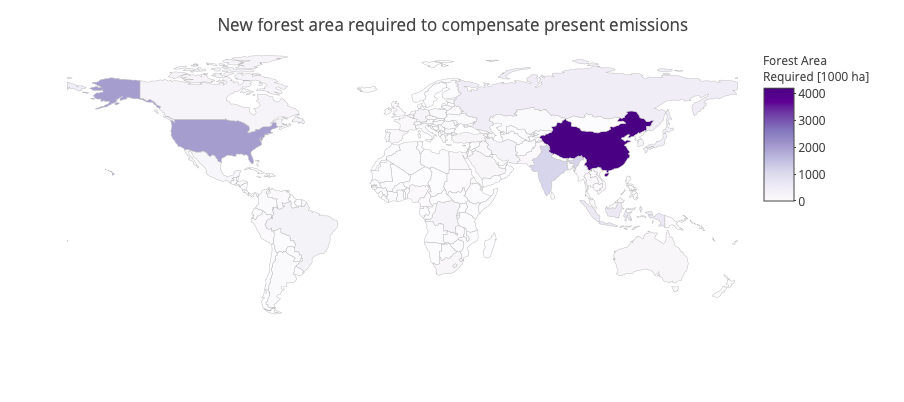 New forest area required to compensate present emissions
Forest Area
Required [1000 ha]
4000
3000
2000
1000
0